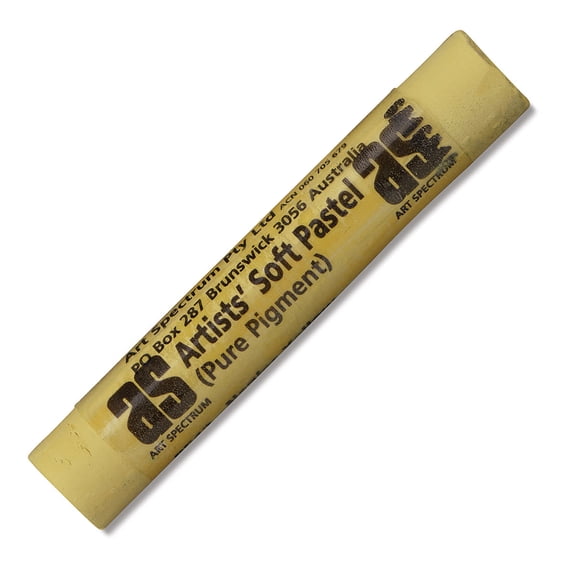 Art Spectrum Pty Ltd ACN 060 705 679
PO Box 287 Brunswick 3056 Australia
as Artists' Soft Pastel as
(Pure Pigment)
ART SPECTRUM
ART SPECTRUM